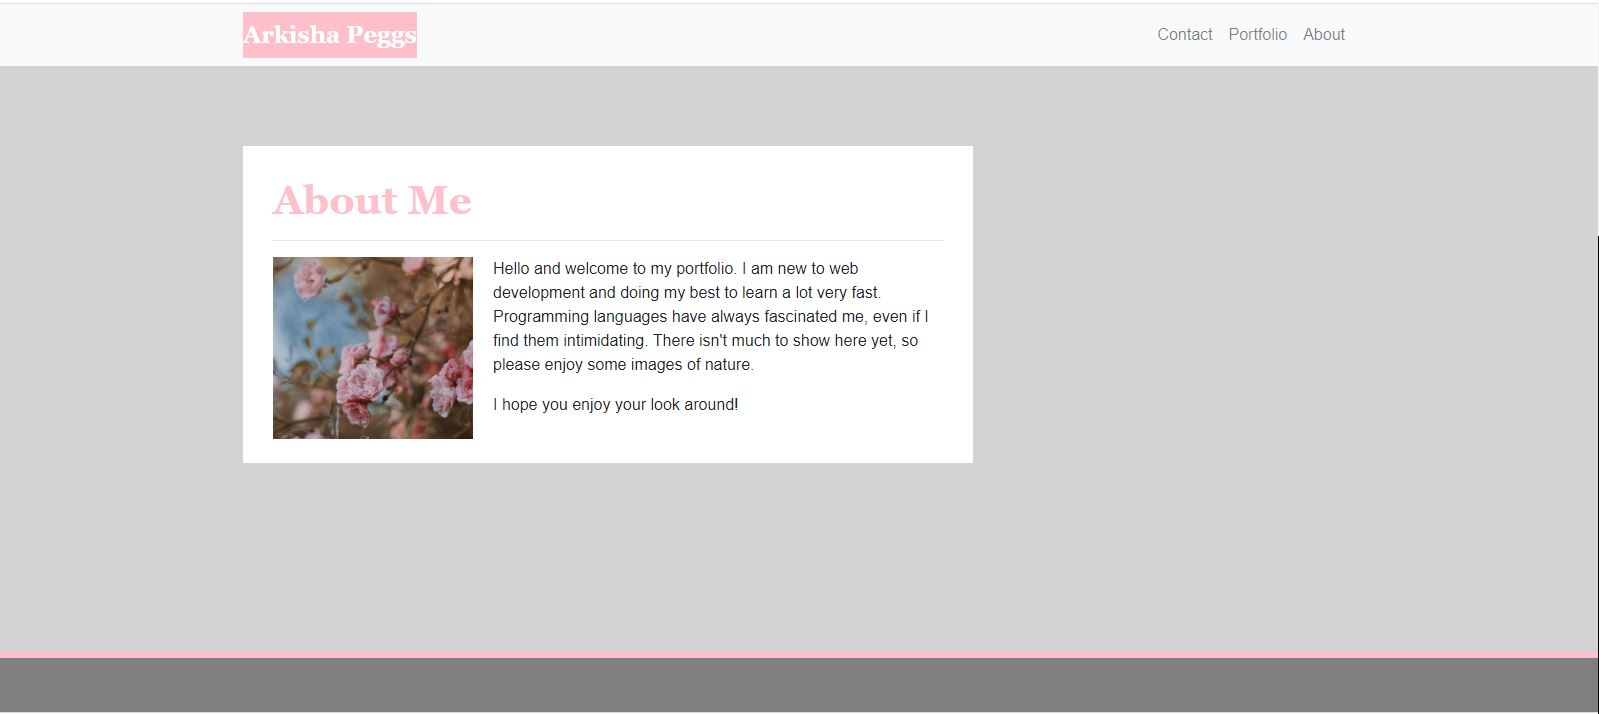 Arkisha Peggs
Contact Portfolio About
About Me
Hello and welcome to my portfolio. I am new to web
development and doing my best to learn a lot very fast.
Programming languages have always fascinated me, even if I
find them intimidating. There isn't much to show here yet, so
please enjoy some images of nature.
I hope you enjoy your look around!